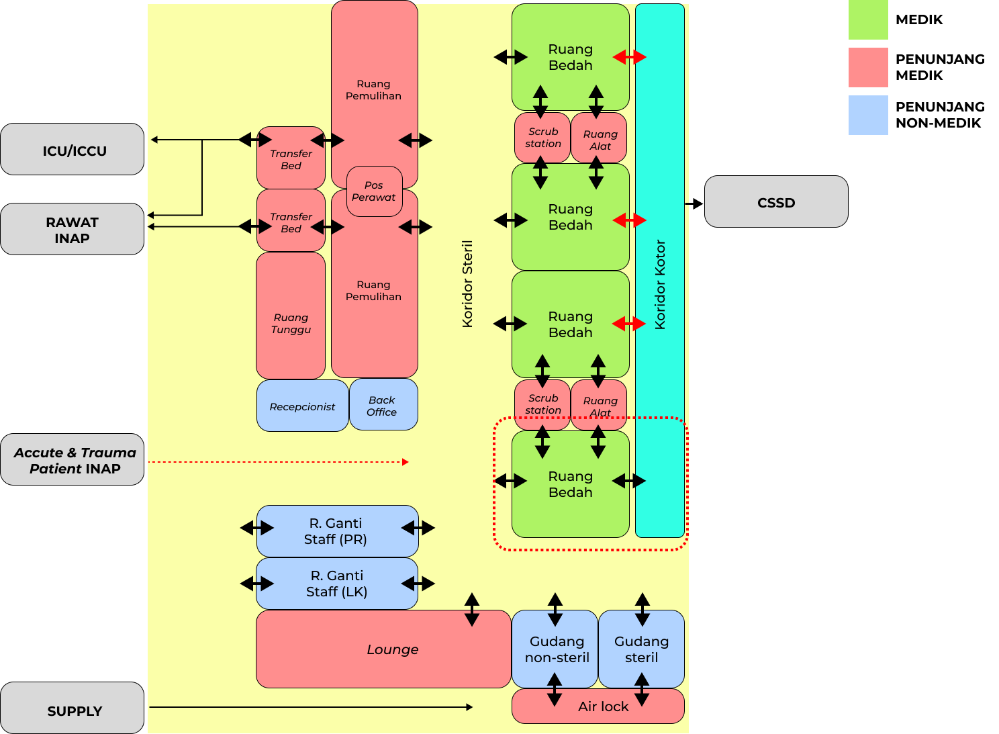 MEDIK
PENUNJANG
MEDIK
PENUNJANG
NON-MEDIK
ICU/ICCU
RAWAT
INAP
Accute & Trauma
Patient INAP
SUPPLY
Ruang
Pemulihan
Transfer
Bed
Pos
Perawat
Transfer
Bed
Ruang
Pemulihan
Ruang
Tunggu
Recepcionist
Back
Office
R. Ganti
Staff (PR)
R. Ganti
Staff (LK)
Lounge
Koridor Steril
Ruang
Bedah
Scrub
station
Ruang
Alat
Ruang
Bedah
Ruang
Bedah
Scrub
station
Ruang
Alat
Ruang
Bedah
Koridor Kotor
CSSD
Gudang
non-steril
Gudang
steril
Air lock